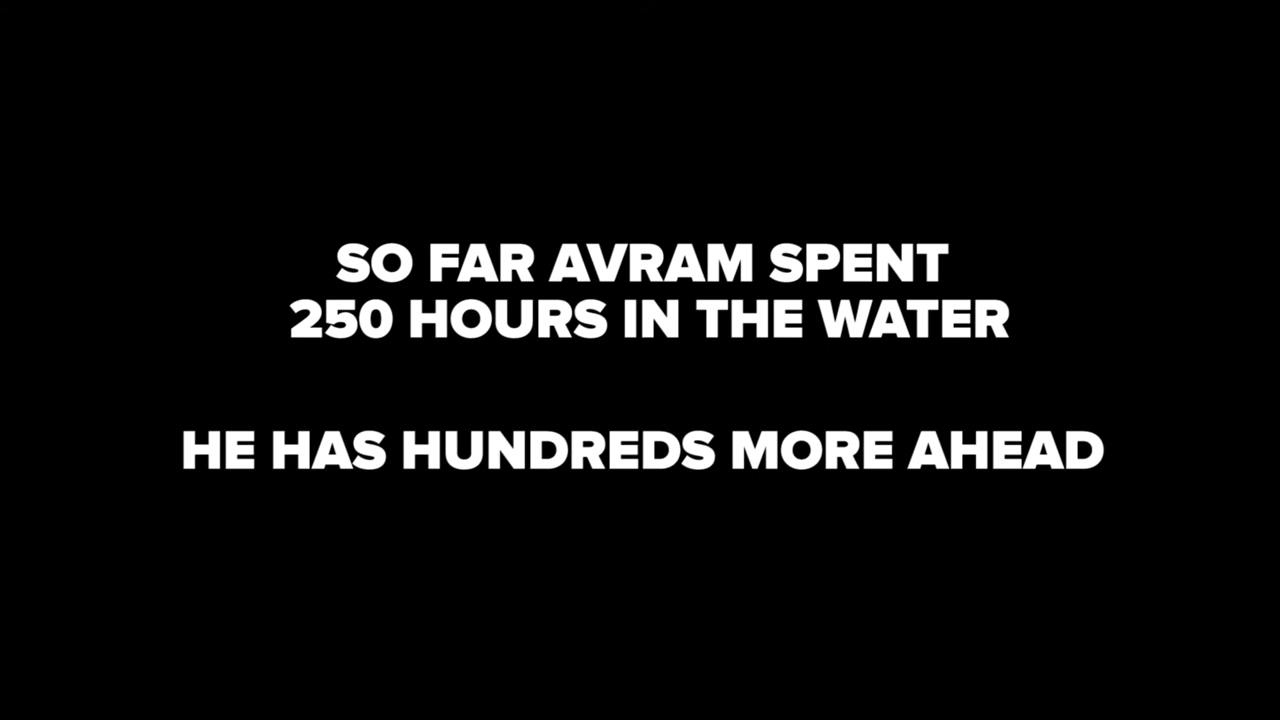 SO FAR AVRAM SPENT
250 HOURS IN THE WATER
HE HAS HUNDREDS MORE AHEAD